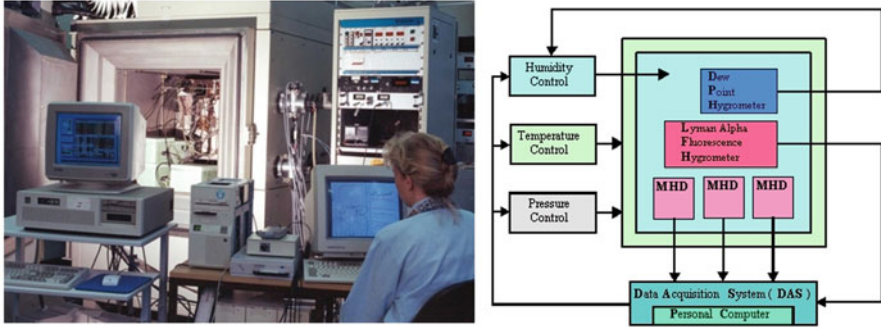 Humidity
Control
Dew
Point
Hygrometer
Temperature
Control
Lyman Alpha
Fluorescence
Hygrometer
MHD
MHD
MHD
Pressure
Control
Data Acquisition System ( DAS )
Personal Computer